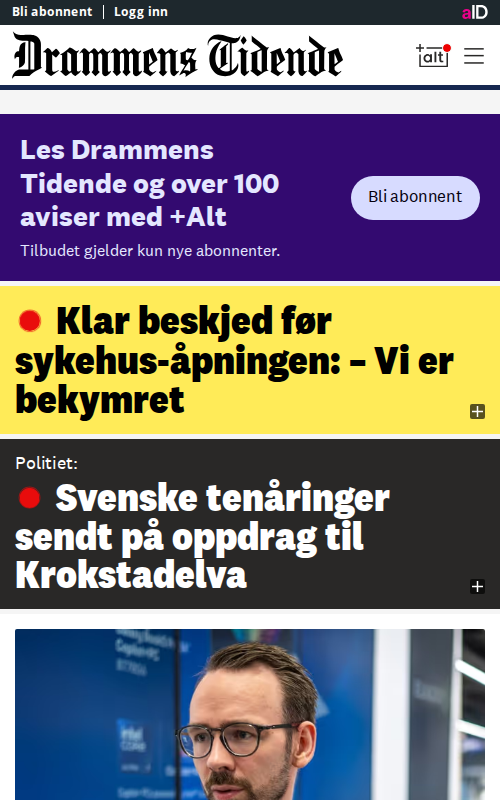 Bli abonnent | Logg inn
aID
Drammens Tidende
+alt
Les Drammens
Tidende og over 100
aviser med +Alt
Tilbudet gjelder kun nye abonnenter.
Bli abonnent
Klar beskjed før
sykehus-åpningen: – Vi er
bekymret
Politiet:
Svenske tenåringer
sendt på oppdrag til
Krokstadelva
intel